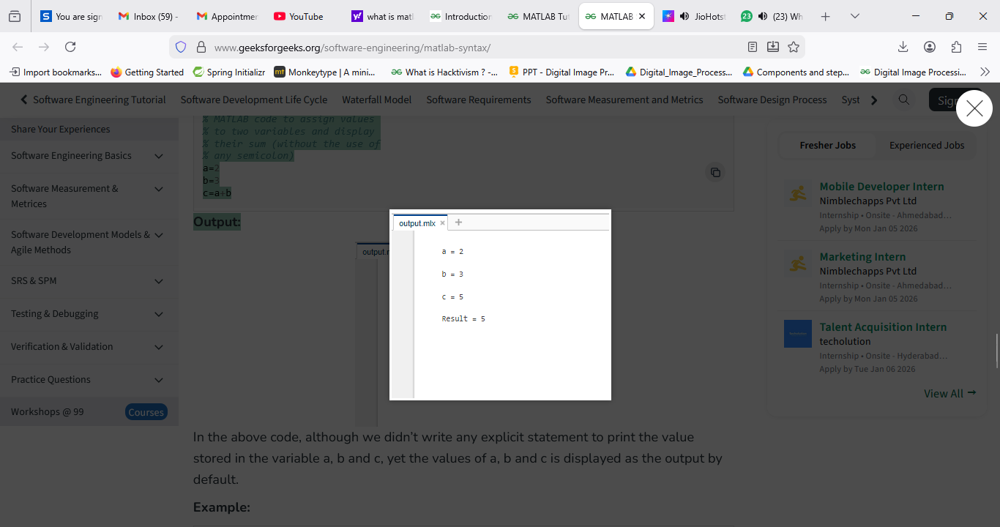 You are sign
Inbox (59) -
Appointmer
YouTube
what is matl
Introduction
MATLAB Tut
MATLAB
JioHots
23
(23) Wh
www.geeksforgeeks.org/software-engineering/matlab-syntax/
Import bookmarks...
Getting Started
Spring Initializr
mt
Monkeytype | A mini...
What is Hacktivism ? -...
PPT - Digital Image Pr...
Digital_Image_Process...
Components and step...
Digital Image Processi...
Software Engineering Tutorial
Software Development Life Cycle
Waterfall Model
Software Requirements
Software Measurement and Metrics
Software Design Process
Syst
Sign
Share Your Experiences
Software Engineering Basics
Software Measurement &
Metrices
Software Development Models &
Agile Methods
SRS & SPM
Testing & Debugging
Verification & Validation
Practice Questions
Workshops @ 99
Courses
% MATLAB code to assign values
% to two variables and display
% their sum (without the use of
% any semicolon)
a=2
b=3
c=a+b
Output:
output.m
output.mlx
a = 2
b = 3
c = 5
Result = 5
In the above code, although we didn't write any explicit statement to print the value
stored in the variable a, b and c, yet the values of a, b and c is displayed as the output by
default.
Example:
Fresher Jobs
Experienced Jobs
Mobile Developer Intern
Nimblechapps Pvt Ltd
Internship • Onsite - Ahmedabad...
Apply by Mon Jan 05 2026
Marketing Intern
Nimblechapps Pvt Ltd
Internship • Onsite - Ahmedabad...
Apply by Mon Jan 05 2026
Talent Acquisition Intern
techolution
Internship • Onsite - Hyderabad...
Apply by Tue Jan 06 2026
View All